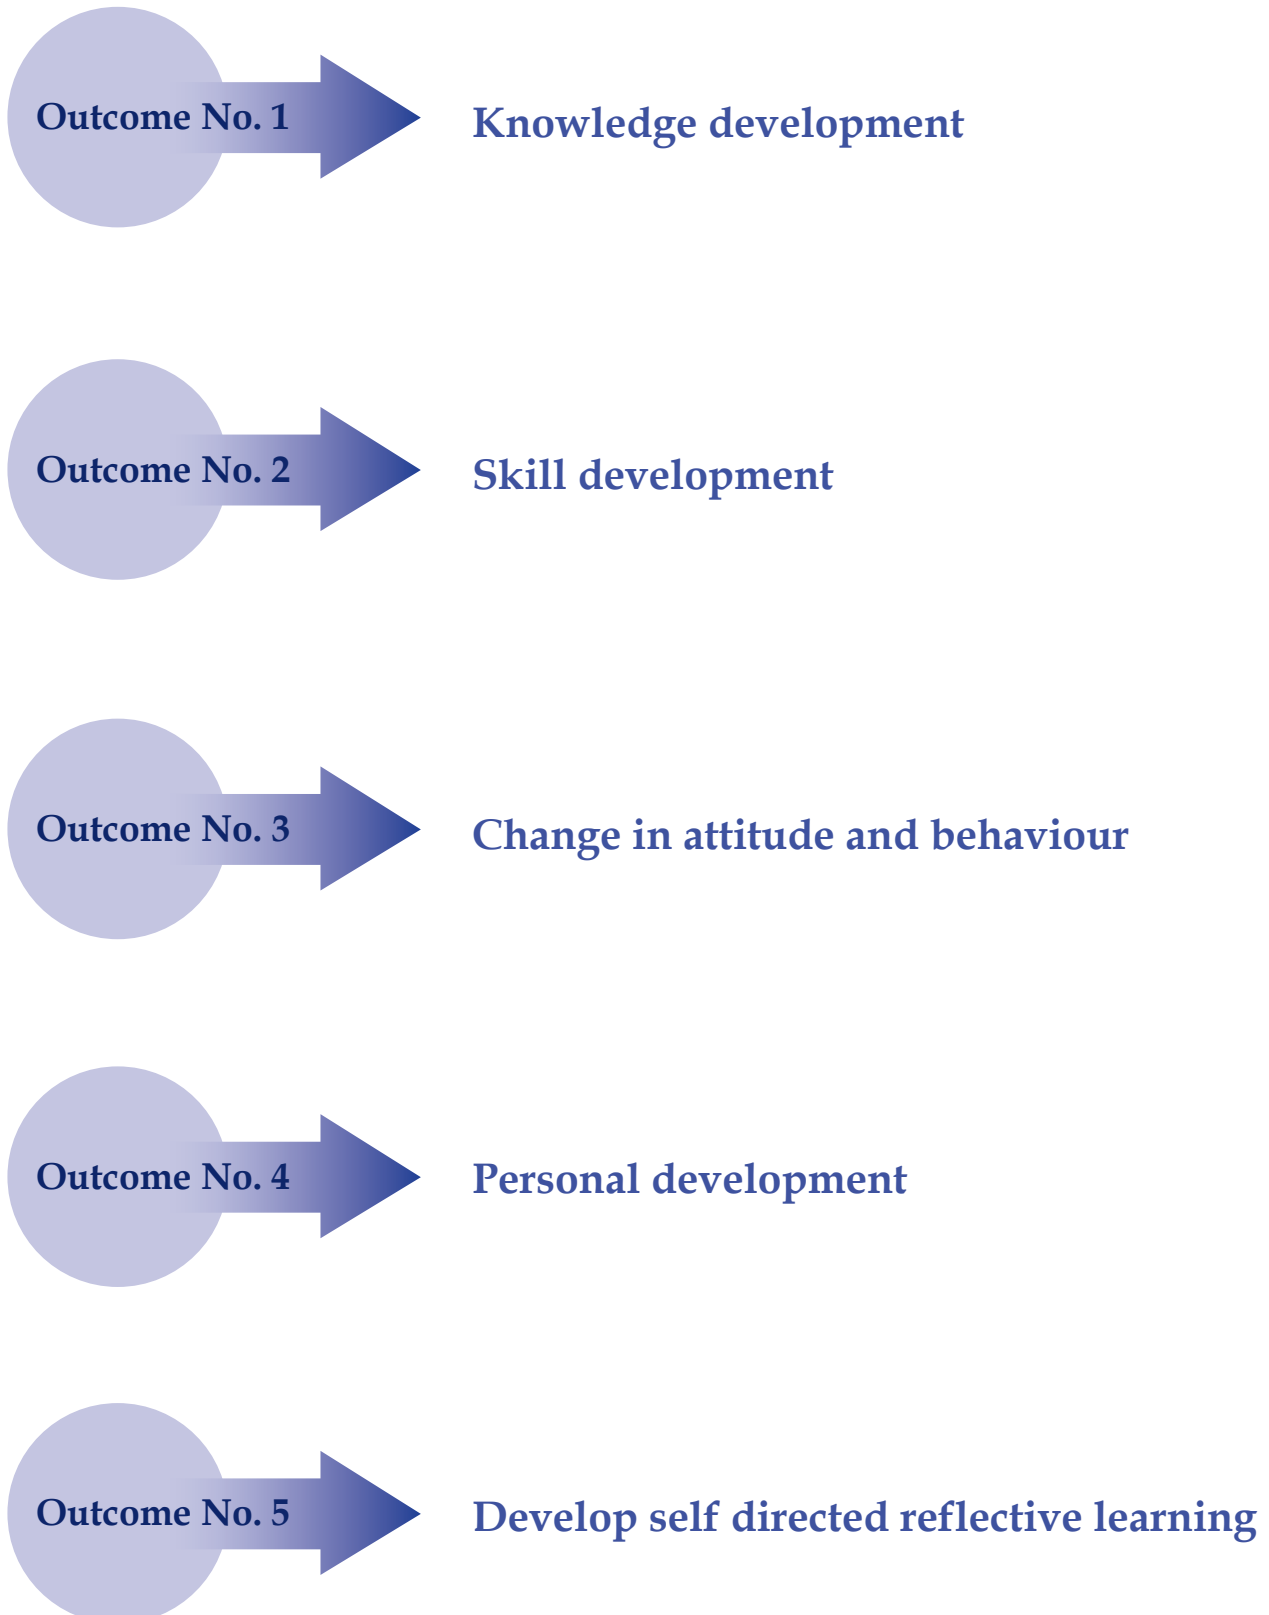 Outcome No. 1
Knowledge development
Outcome No. 2
Skill development
Outcome No. 3
Change in attitude and behaviour
Outcome No. 4
Personal development
Outcome No. 5
Develop self directed reflective learning